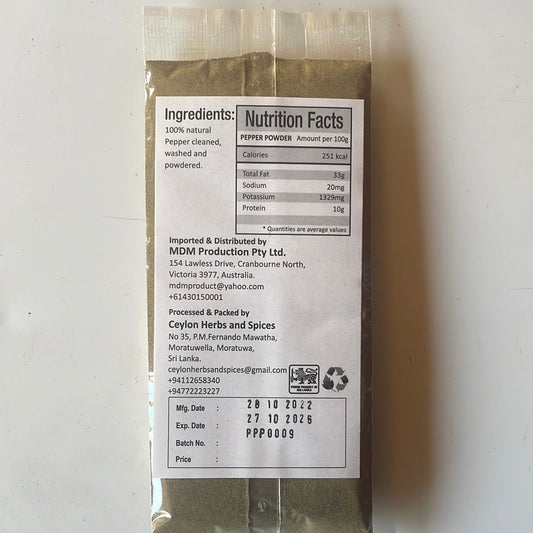 Ingredients:
100% natural
Pepper cleaned,
washed and
powdered.
Nutrition Facts
PEPPER POWDER Amount per 100g
Calories 251 kcal
Total Fat 33g
Sodium 20mg
Potassium 1329mg
Protein 10g
* Quantities are average values
Imported & Distributed by
MDM Production Pty Ltd.
154 Lawless Drive, Cranbourne North,
Victoria 3977, Australia.
mdmproduct@yahoo.com
+61430150001
Processed & Packed by
Ceylon Herbs and Spices
No 35, P.M.Fernando Mawatha,
Moratuwella, Moratuwa,
Sri Lanka.
ceylonherbsandspices@gmail.com
+94112658340
+94772223227
Mfg. Date : 28 10 2022
Exp. Date : 27 10 2025
Batch No. : PPP0009
Price :